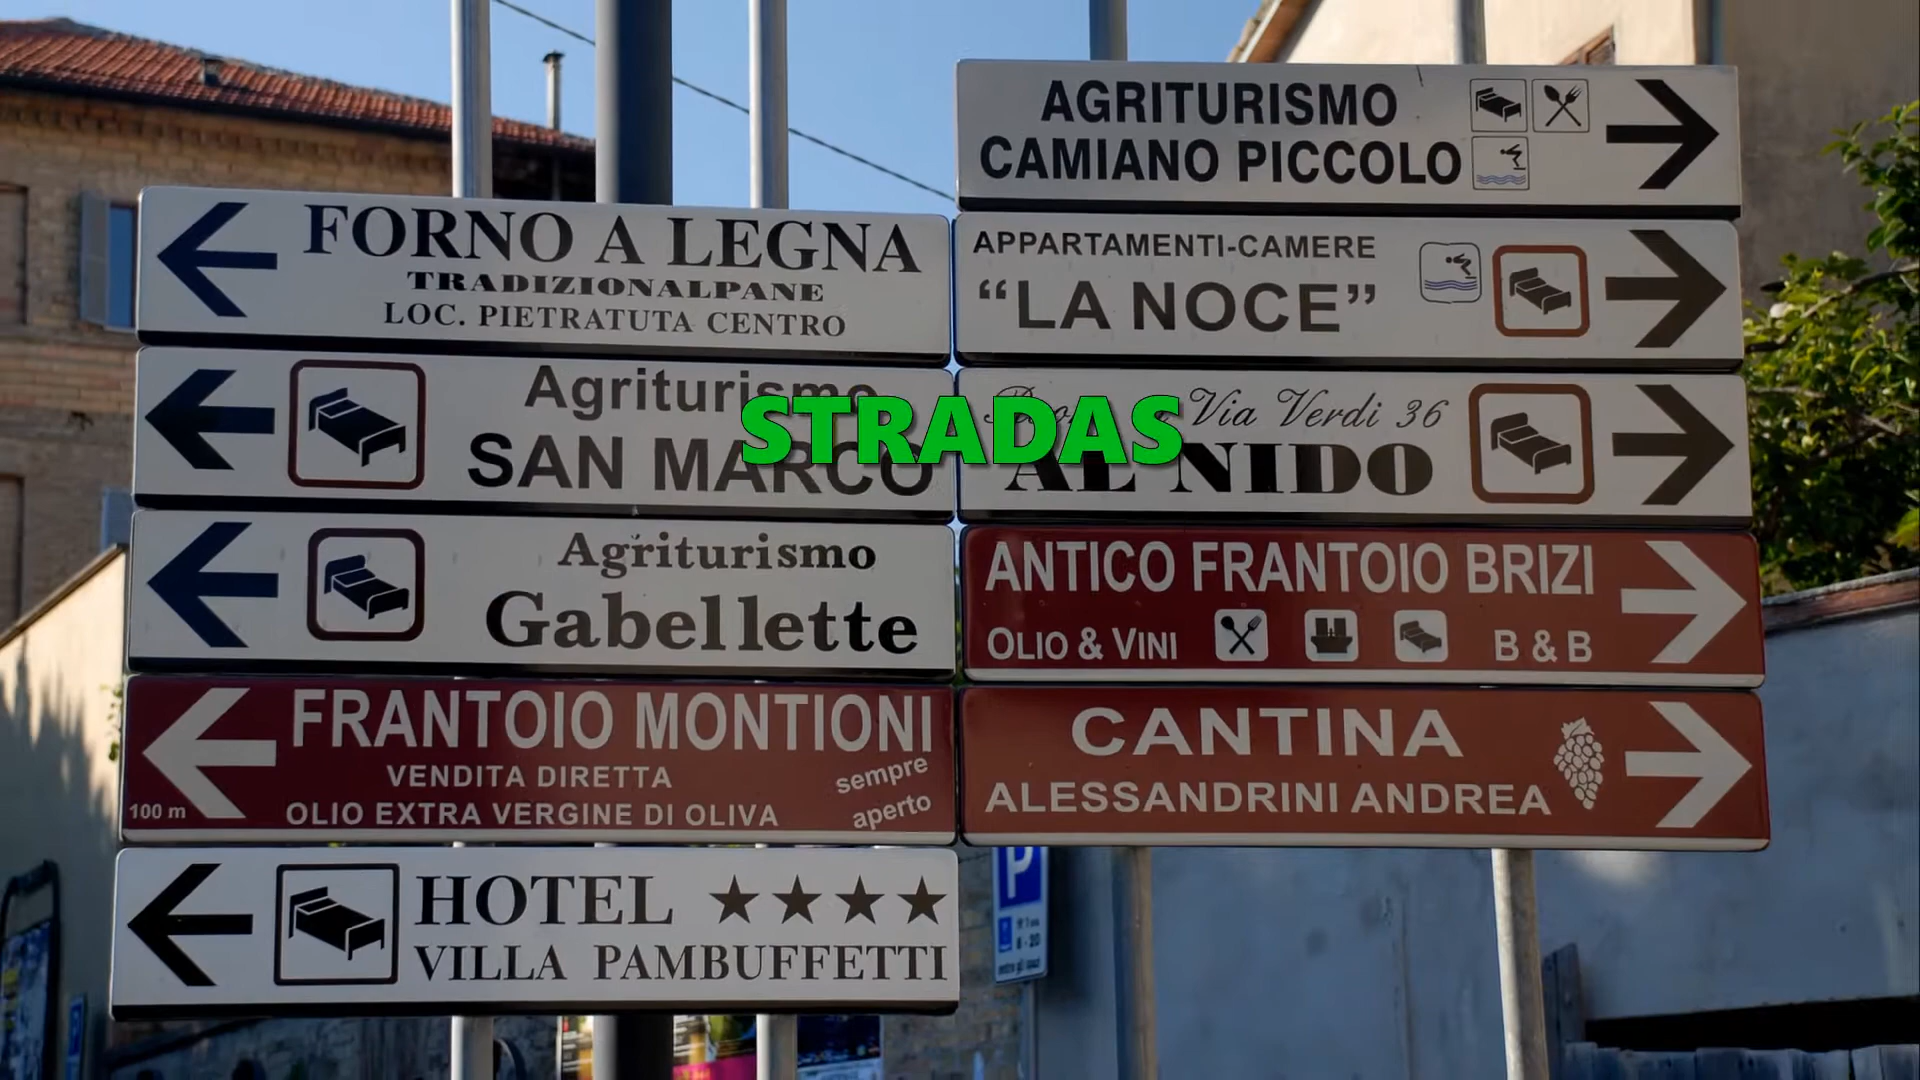 FORNO A LEGNA
TRADIZIONALPANE
LOC. PIETRATUTA CENTRO
Agriturismo
SAN MARCO
Agriturismo
Gabellette
FRANTOIO MONTIONI
VENDITA DIRETTA
sempre
aperto
100 m
OLIO EXTRA VERGINE DI OLIVA
HOTEL ★★★★
VILLA PAMBUFFETTI
AGRITURISMO
CAMIANO PICCOLO
APPARTAMENTI-CAMERE
“LA NOCE”
STRADAS
Via Verdi 36
AL NIDO
ANTICO FRANTOIO BRIZI
OLIO & VINI
B & B
CANTINA
ALESSANDRINI ANDREA
P